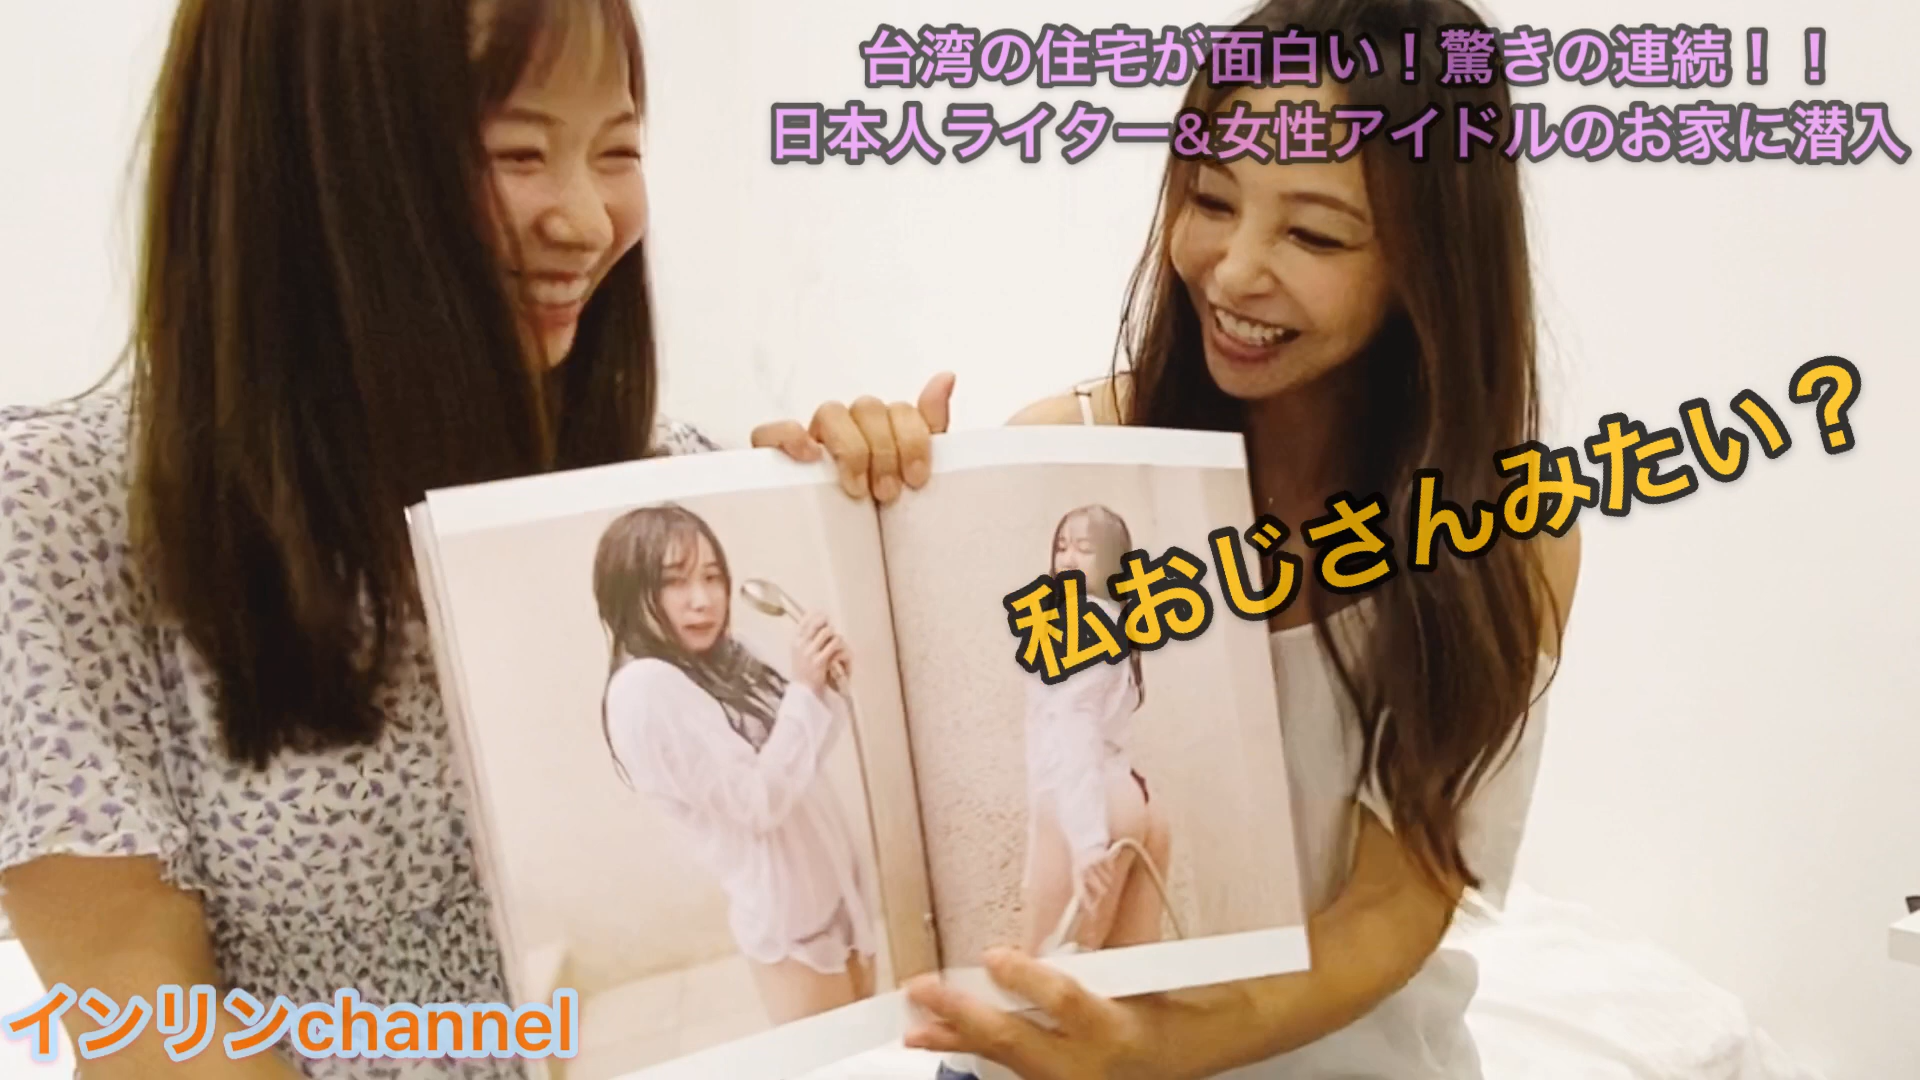 台湾の住宅が面白い！驚きの連続！！
日本人ライター&女性アイドルのお家に潜入
私おじさんみたい？
インリンchannel